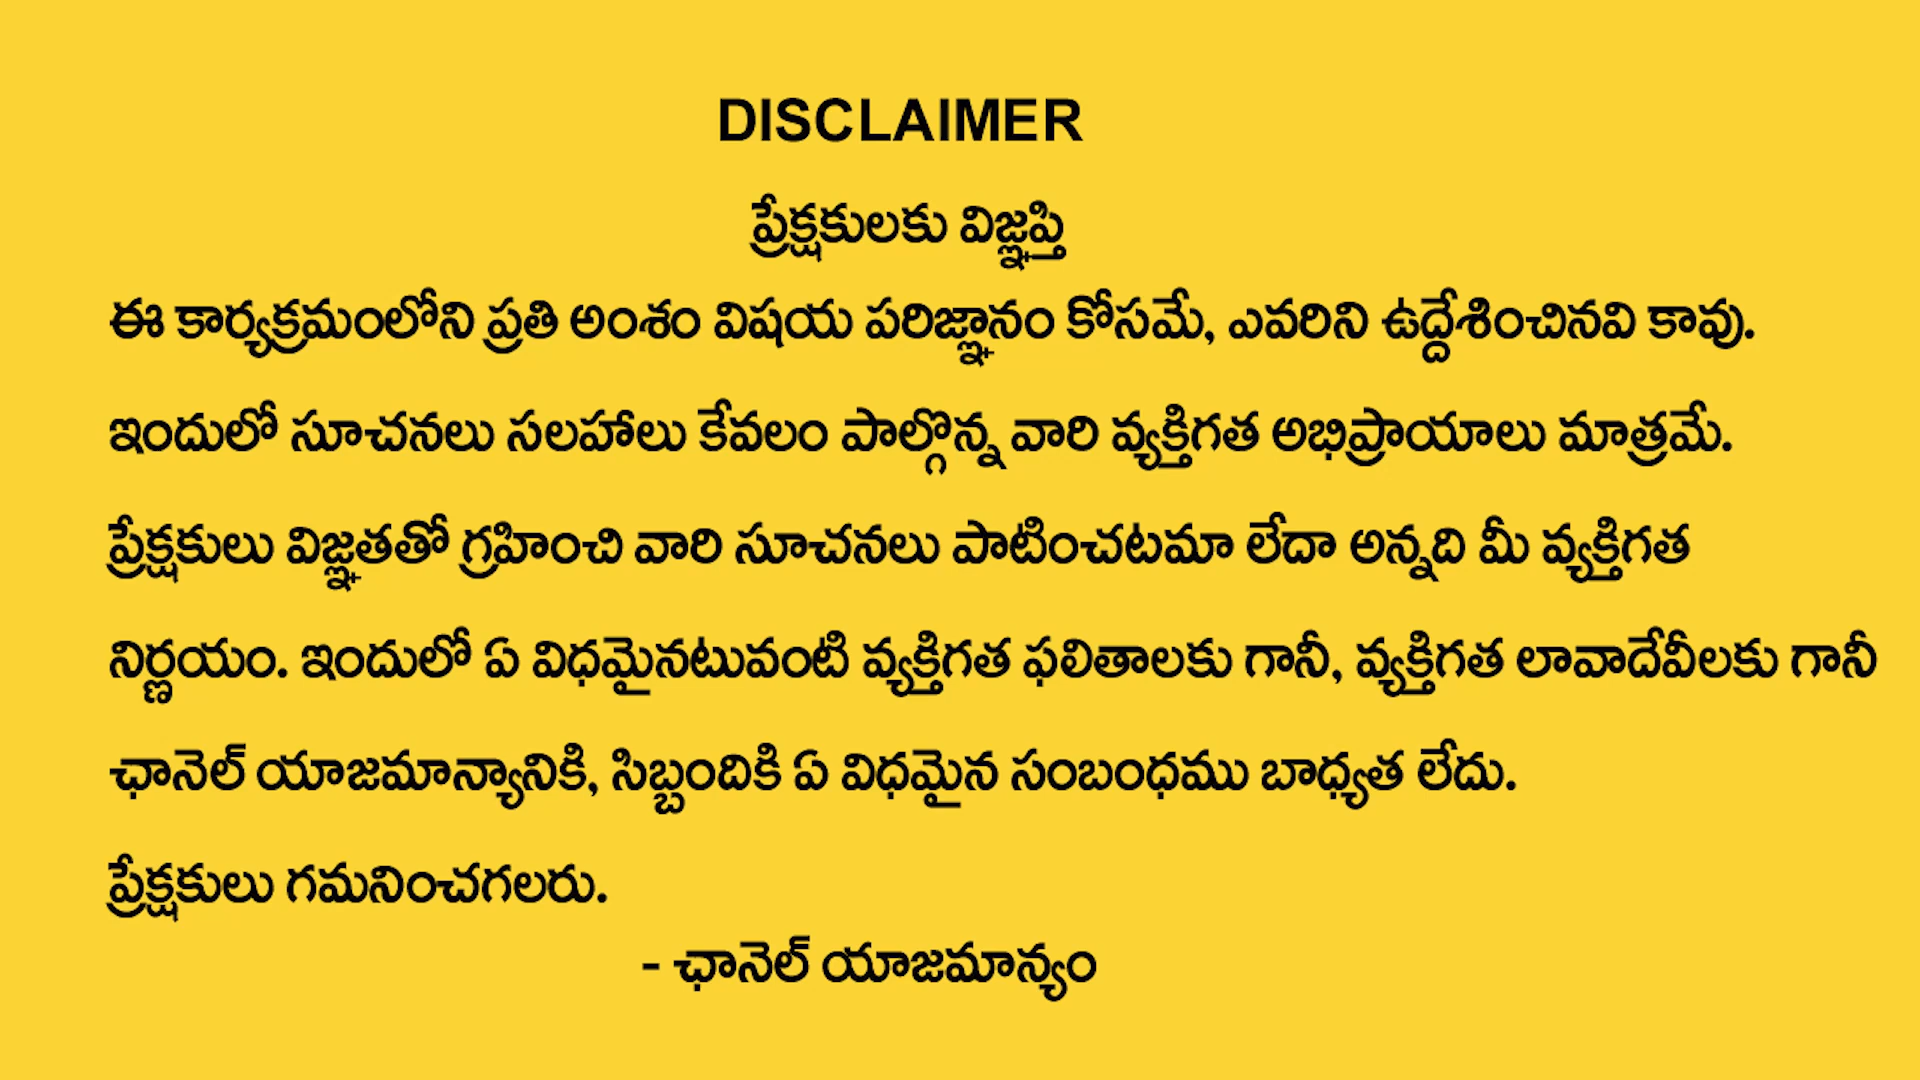 DISCLAIMER
ప్రేక్షకులకు విజ్ఞప్తి
ఈ కార్యక్రమంలోని ప్రతి అంశం విషయ పరిజ్ఞానం కోసమే, ఎవరిని ఉద్దేశించినవి కావు.
ఇందులో సూచనలు సలహాలు కేవలం పాల్గొన్న వారి వ్యక్తిగత అభిప్రాయాలు మాత్రమే.
ప్రేక్షకులు విజ్ఞతతో గ్రహించి వారి సూచనలు పాటించటమా లేదా అన్నది మీ వ్యక్తిగత
నిర్ణయం. ఇందులో ఏ విధమైనటువంటి వ్యక్తిగత ఫలితాలకు గానీ, వ్యక్తిగత లావాదేవీలకు గానీ
ఛానెల్ యాజమాన్యానికి, సిబ్బందికి ఏ విధమైన సంబంధము బాధ్యత లేదు.
ప్రేక్షకులు గమనించగలరు.
- ఛానెల్ యాజమాన్యం